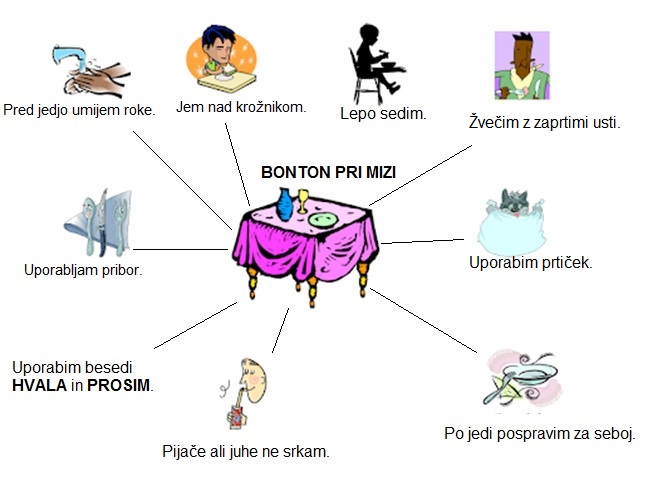 Pred jedjo umijem roke.
Jem nad krožnikom.
Lepo sedim.
Žvečim z zaprtimi usti.
BONTON PRI MIZI
Uporabljam pribor.
Uporabim prtiček.
Uporabim besedi
HVALA in PROSIM.
Pijače ali juhe ne srkam.
Po jedi pospravim za seboj.